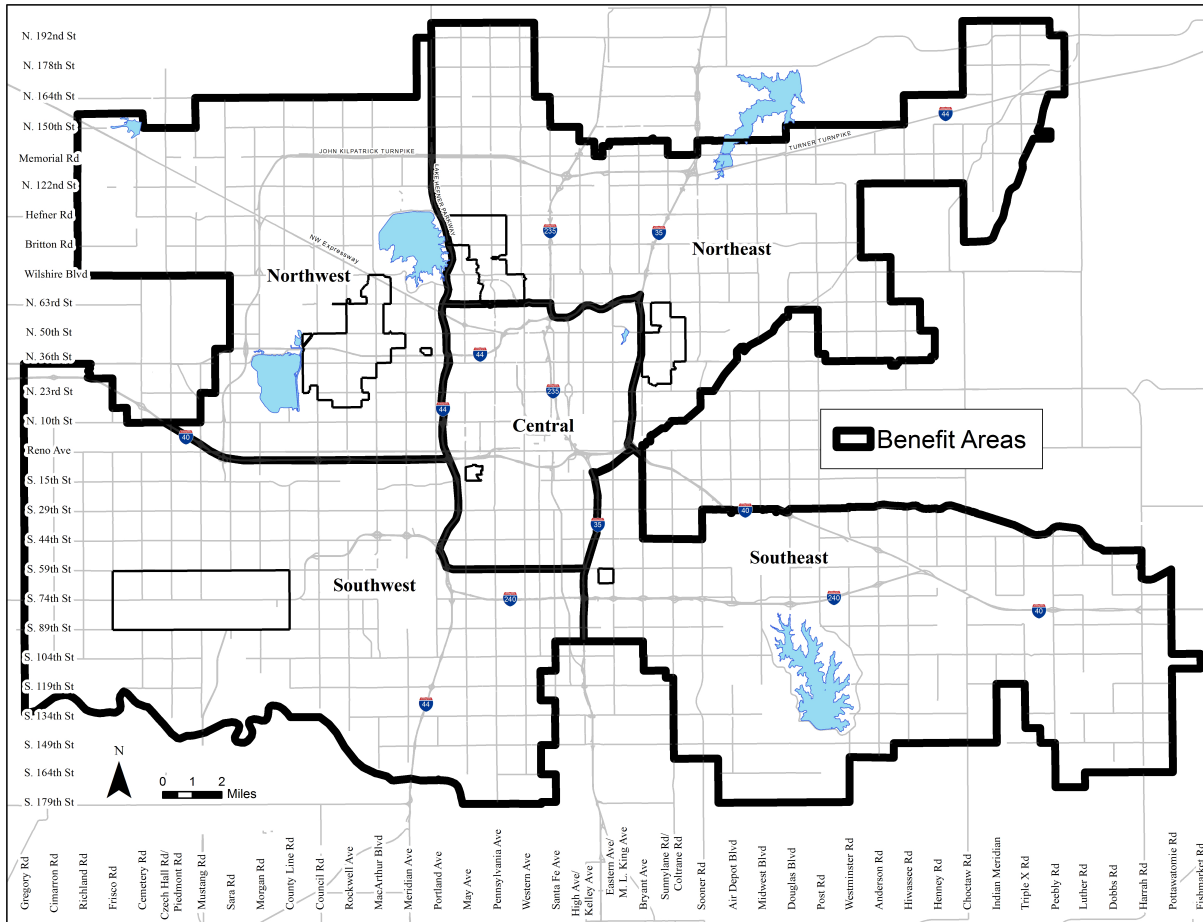 N. 192nd St
N. 178th St
N. 164th St
N. 150th St
Memorial Rd
N. 122nd St
Hefner Rd
Britton Rd
Wilshire Blvd
N. 63rd St
N. 50th St
N. 36th St
N. 23rd St
N. 10th St
Reno Ave
S. 15th St
S. 29th St
S. 44th St
S. 59th St
S. 74th St
S. 89th St
S. 104th St
S. 119th St
S. 134th St
S. 149th St
S. 164th St
S. 179th St
JOHN KILPATRICK TURNPIKE
LAKE HEFNER PARKWAY
NW Expressway
TURNER TURNPIKE
44
235
35
Northwest
Northeast
44
235
44
40
Central
Benefit Areas
40
35
Southwest
Southeast
240
240
40
44
N
0 1 2
Miles
Gregory Rd
Cimarron Rd
Richland Rd
Frisco Rd
Cemetery Rd
Czech Hall Rd/
Piedmont Rd
Mustang Rd
Sara Rd
Morgan Rd
County Line Rd
Council Rd
Rockwell Ave
MacArthur Blvd
Meridian Ave
Portland Ave
May Ave
Pennsylvania Ave
Western Ave
Santa Fe Ave
High Ave/
Kelley Ave
Eastern Ave/
M. L. King Ave
Bryant Ave
Sunnylane Rd/
Coltrane Rd
Sooner Rd
Air Depot Blvd
Midwest Blvd
Douglas Blvd
Post Rd
Westminster Rd
Anderson Rd
Hiwassee Rd
Henney Rd
Choctaw Rd
Indian Meridian
Triple X Rd
Peebly Rd
Luther Rd
Dobbs Rd
Harrah Rd
Pottawatomie Rd
Fishmarket Rd